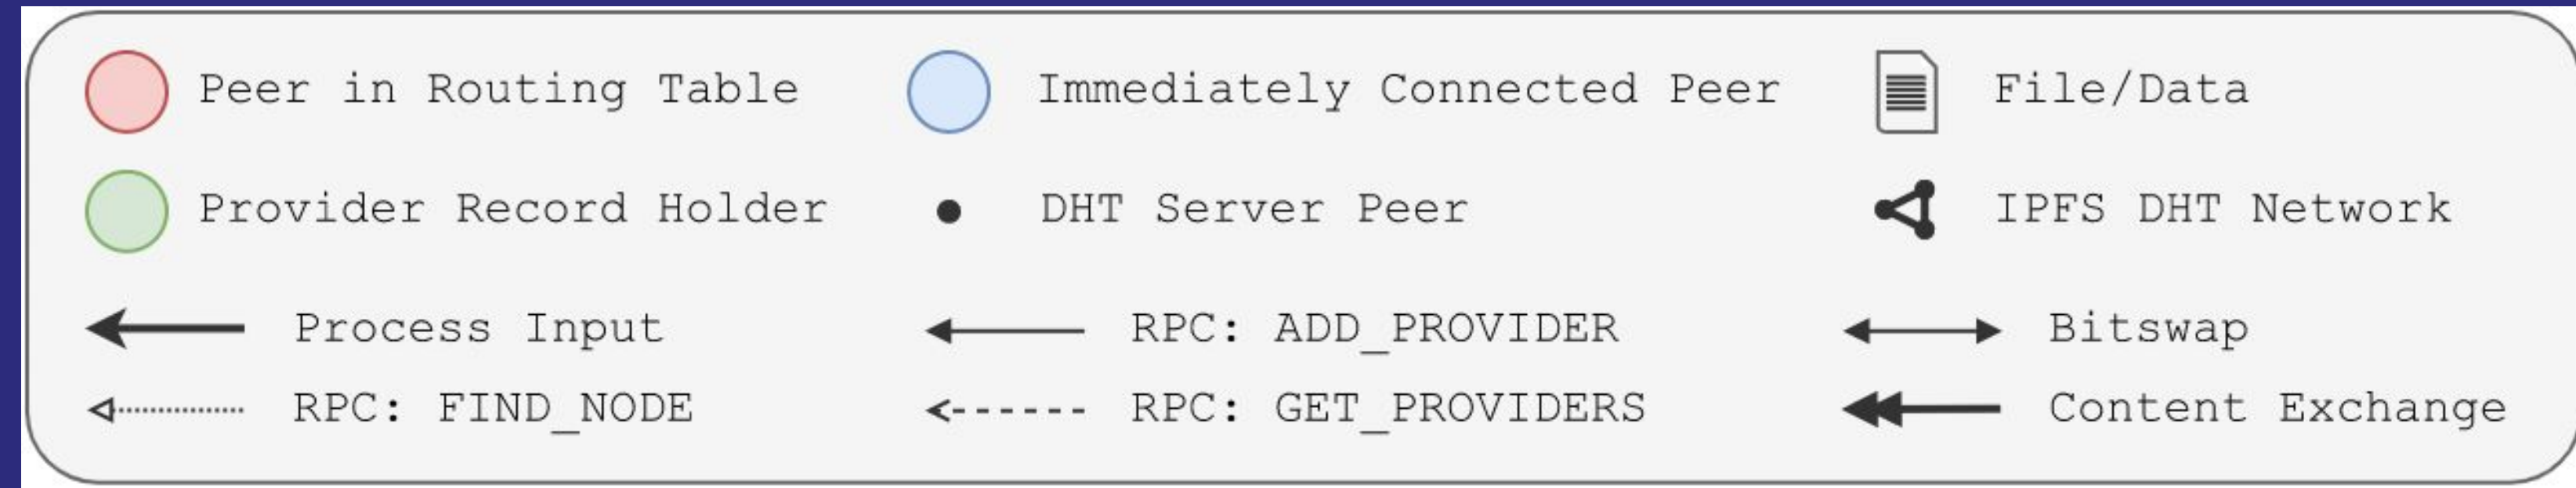 Peer in Routing Table
Immediately Connected Peer
File/Data
Provider Record Holder
DHT Server Peer
IPFS DHT Network
Process Input
RPC: ADD_PROVIDER
Bitswap
RPC: FIND_NODE
RPC: GET_PROVIDERS
Content Exchange